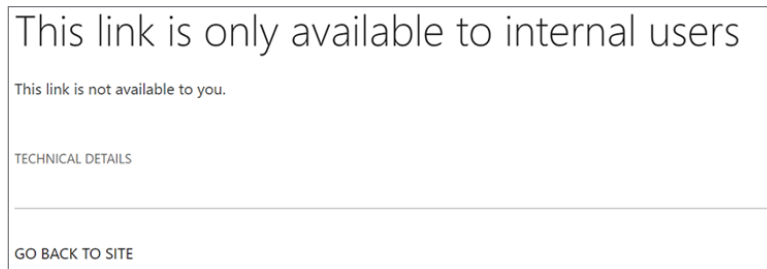 This link is only available to internal users
This link is not available to you.
TECHNICAL DETAILS
GO BACK TO SITE